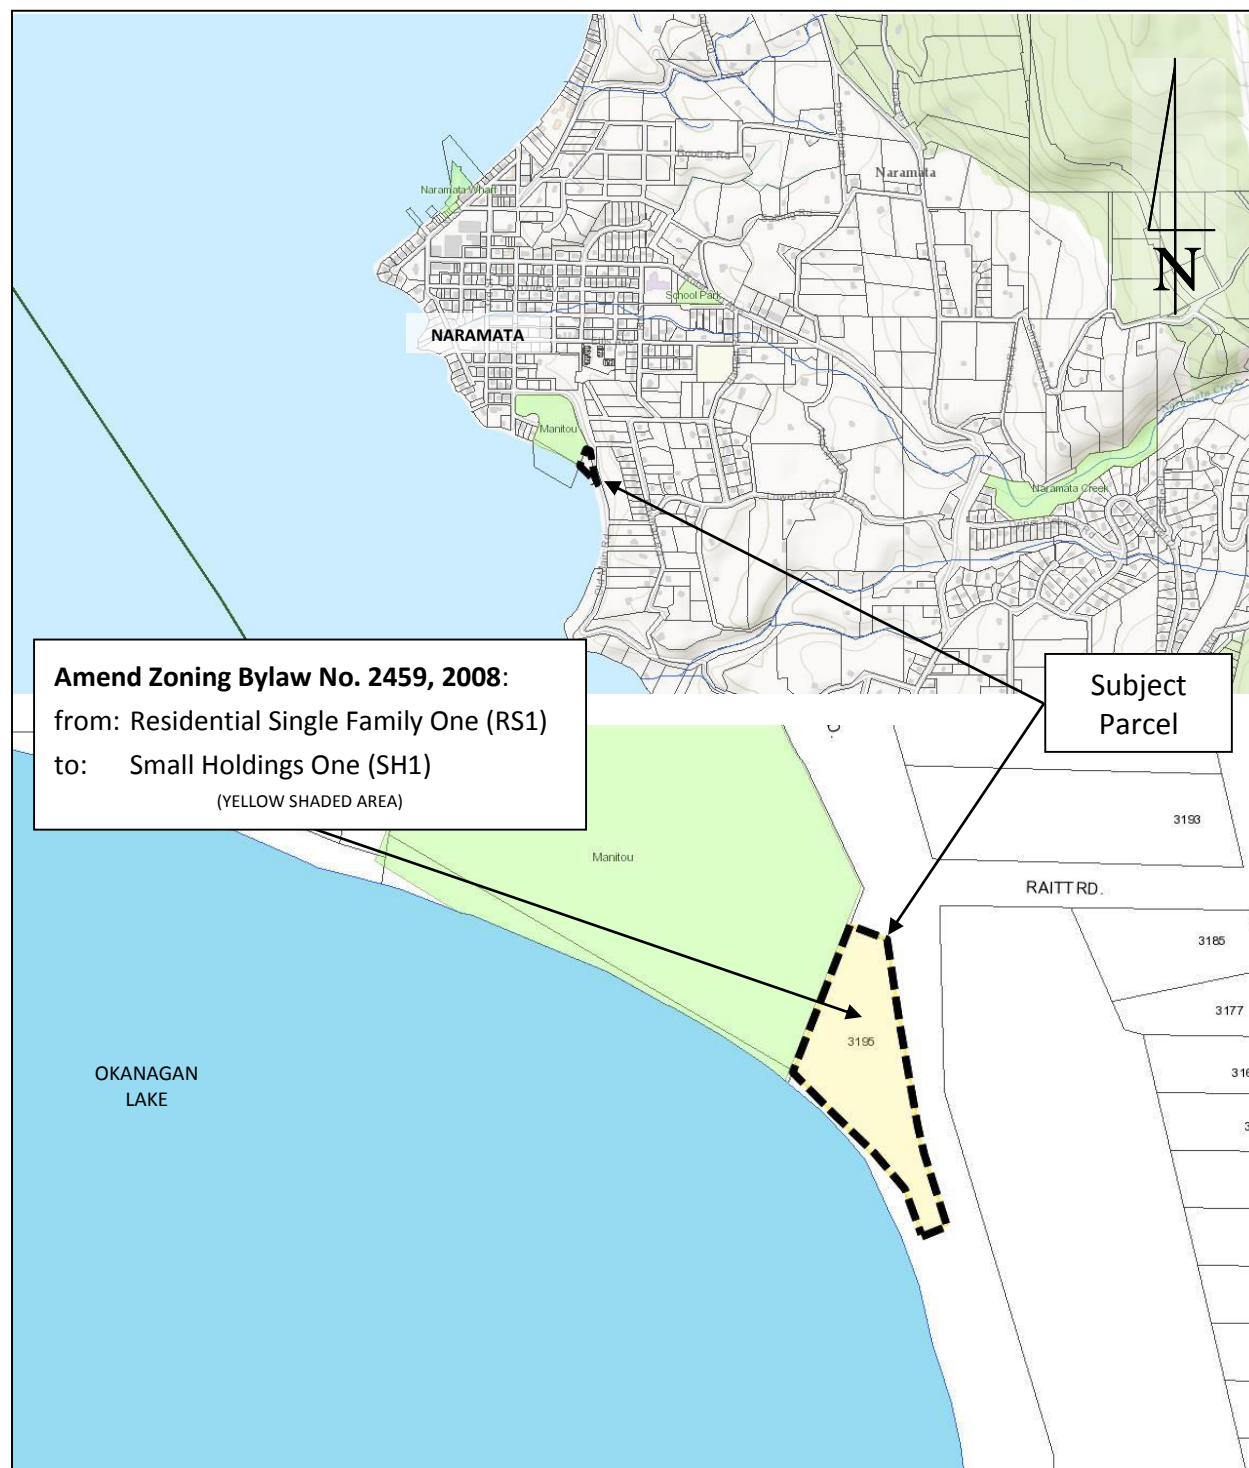 Naramata
Naramata Wharf
School Park
N
NARAMATA
Manitou
Naramata Creek
Naramata Creek
Amend Zoning Bylaw No. 2459, 2008:
from: Residential Single Family One (RS1)
to: Small Holdings One (SH1)
(YELLOW SHADED AREA)
Subject
Parcel
3193
Manitou
RAITT RD.
3185
3177
3195
OKANAGAN
LAKE